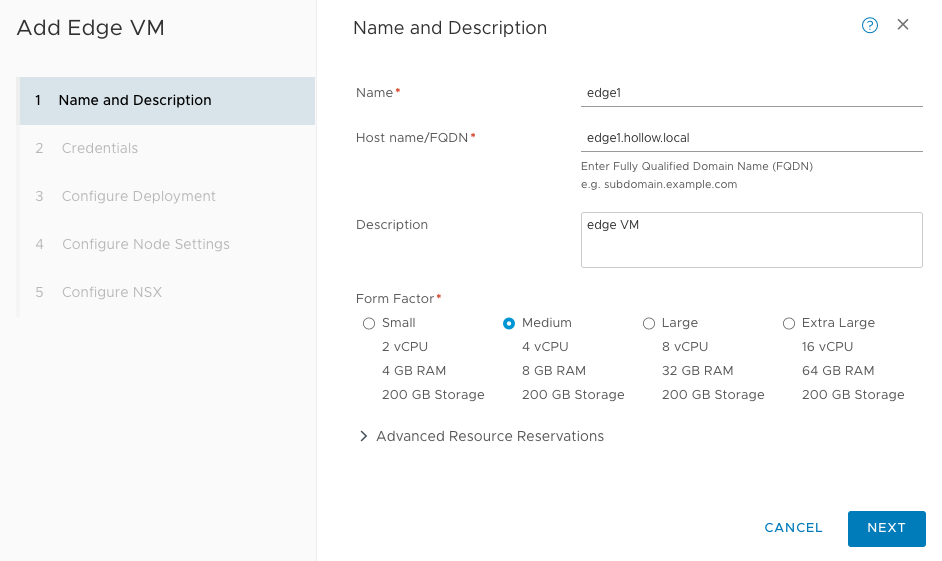 Add Edge VM
1 Name and Description
2 Credentials
3 Configure Deployment
4 Configure Node Settings
5 Configure NSX
Name and Description
Name* edge1
Host name/FQDN* edge1.hollow.local
Enter Fully Qualified Domain Name (FQDN)
e.g. subdomain.example.com
Description edge VM
Form Factor*
Small Medium Large Extra Large
2 vCPU 4 vCPU 8 vCPU 16 vCPU
4 GB RAM 8 GB RAM 32 GB RAM 64 GB RAM
200 GB Storage 200 GB Storage 200 GB Storage 200 GB Storage
Advanced Resource Reservations
CANCEL NEXT